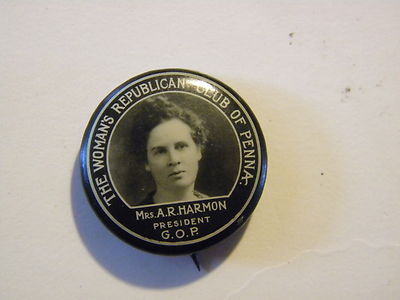 THE WOMAN'S REPUBLICAN CLUB OF PENNA.
MRS. A.R. HARMON
PRESIDENT
G.O.P.